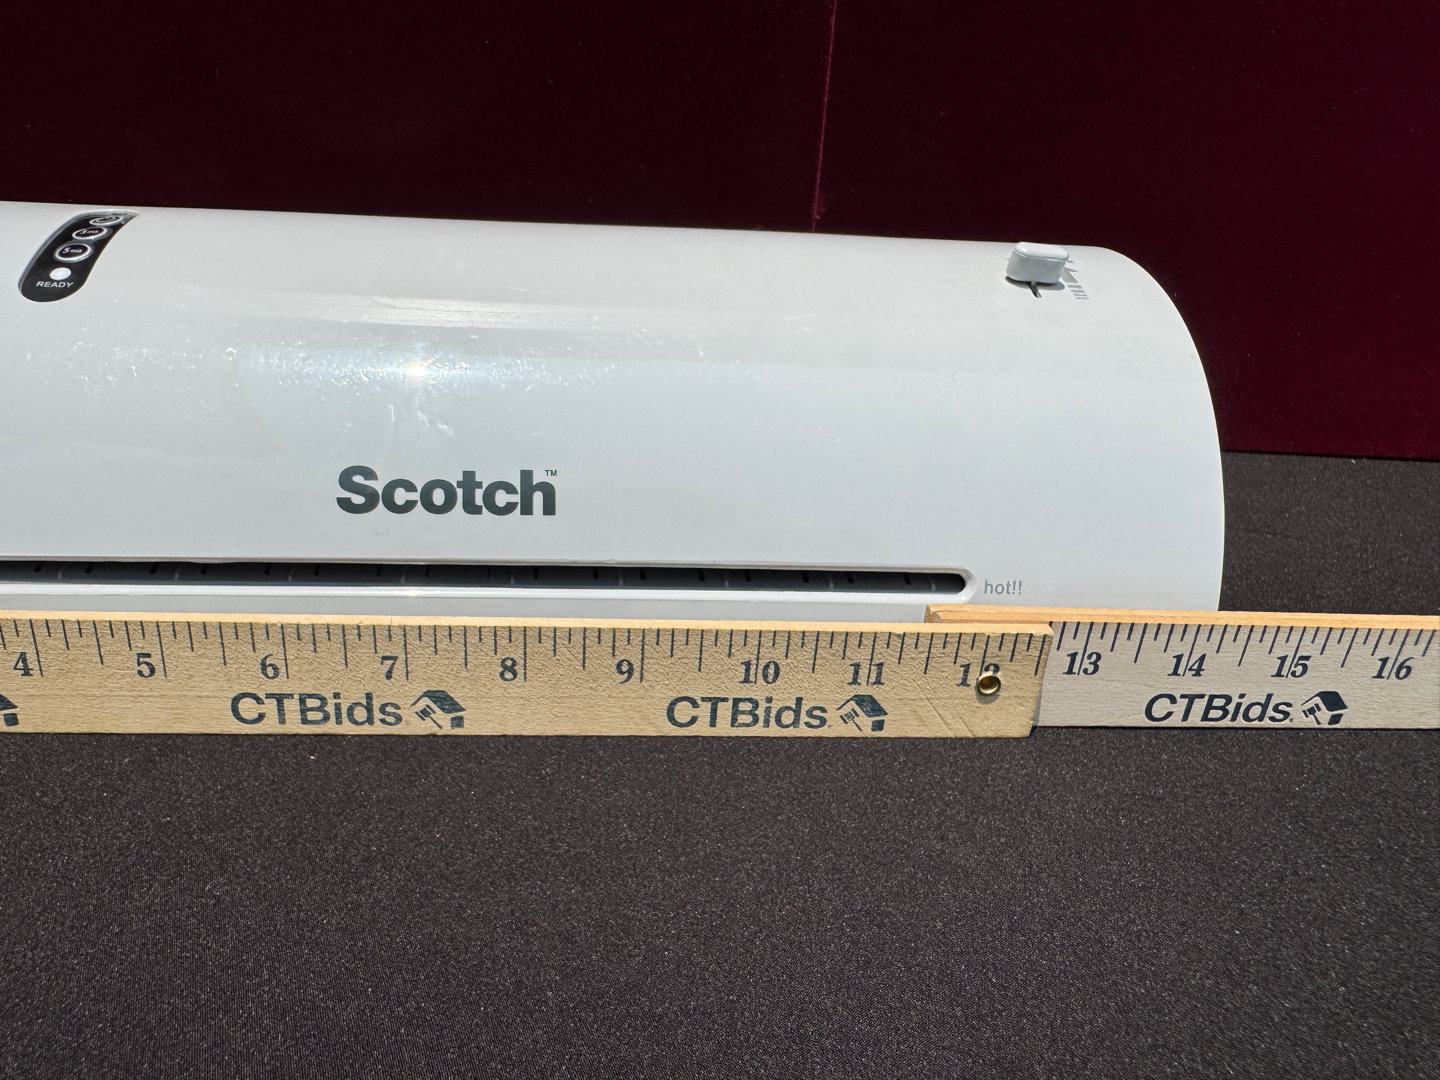 5 mil
READY
Scotch™
hot!!
4 5 6 7 8 9 10 11 12 13 14 15 16
CTBids CTBids. CTBids.